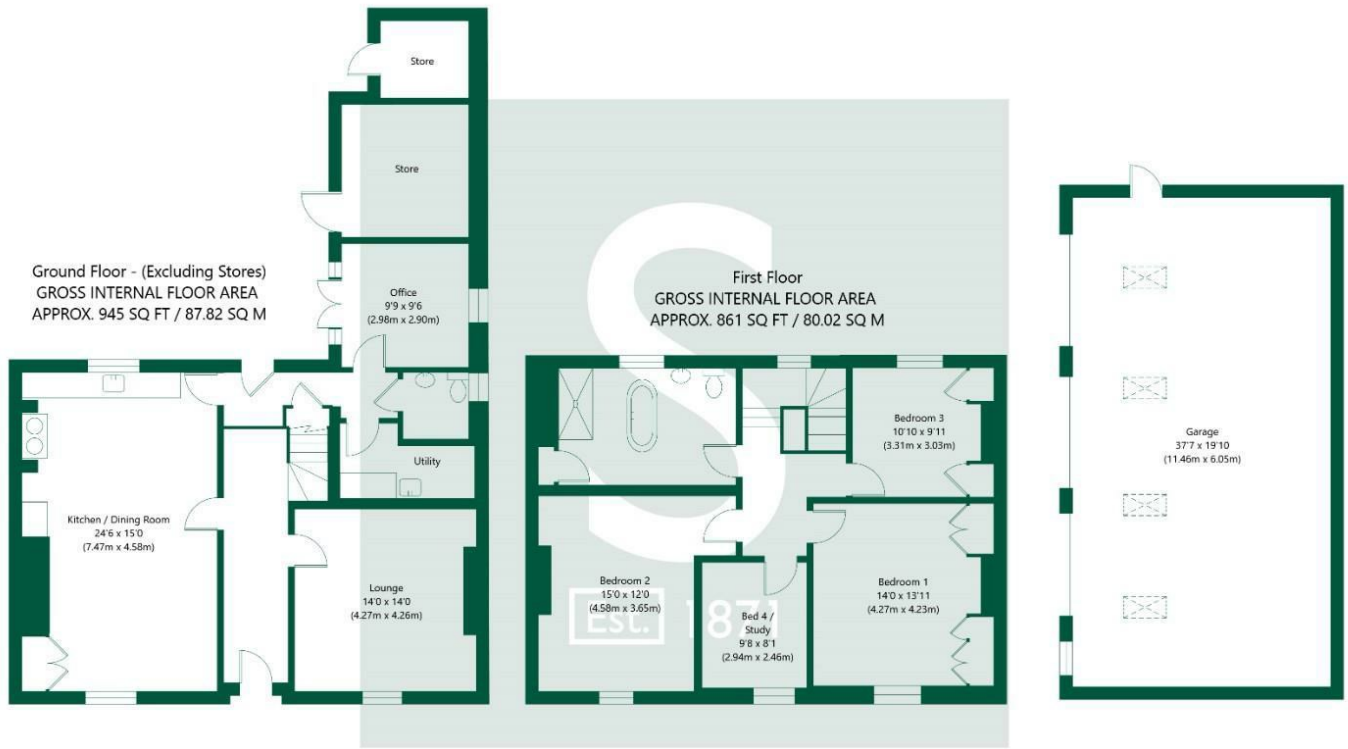 Store
Store
Ground Floor - (Excluding Stores)
GROSS INTERNAL FLOOR AREA
APPROX. 945 SQ FT / 87.82 SQ M
Office
9'9 x 9'6
(2.98m x 2.90m)
Utility
Kitchen / Dining Room
24'6 x 15'0
(7.47m x 4.58m)
Lounge
14'0 x 14'0
(4.27m x 4.26m)
First Floor
GROSS INTERNAL FLOOR AREA
APPROX. 861 SQ FT / 80.02 SQ M
Bedroom 3
10'10 x 9'11
(3.31m x 3.03m)
Bedroom 2
15'0 x 12'0
(4.58m x 3.65m)
Bed 4 /
Study
9'8 x 8'1
(2.94m x 2.46m)
Bedroom 1
14'0 x 13'11
(4.27m x 4.23m)
S
Est. 1871
Garage
37'7 x 19'10
(11.46m x 6.05m)